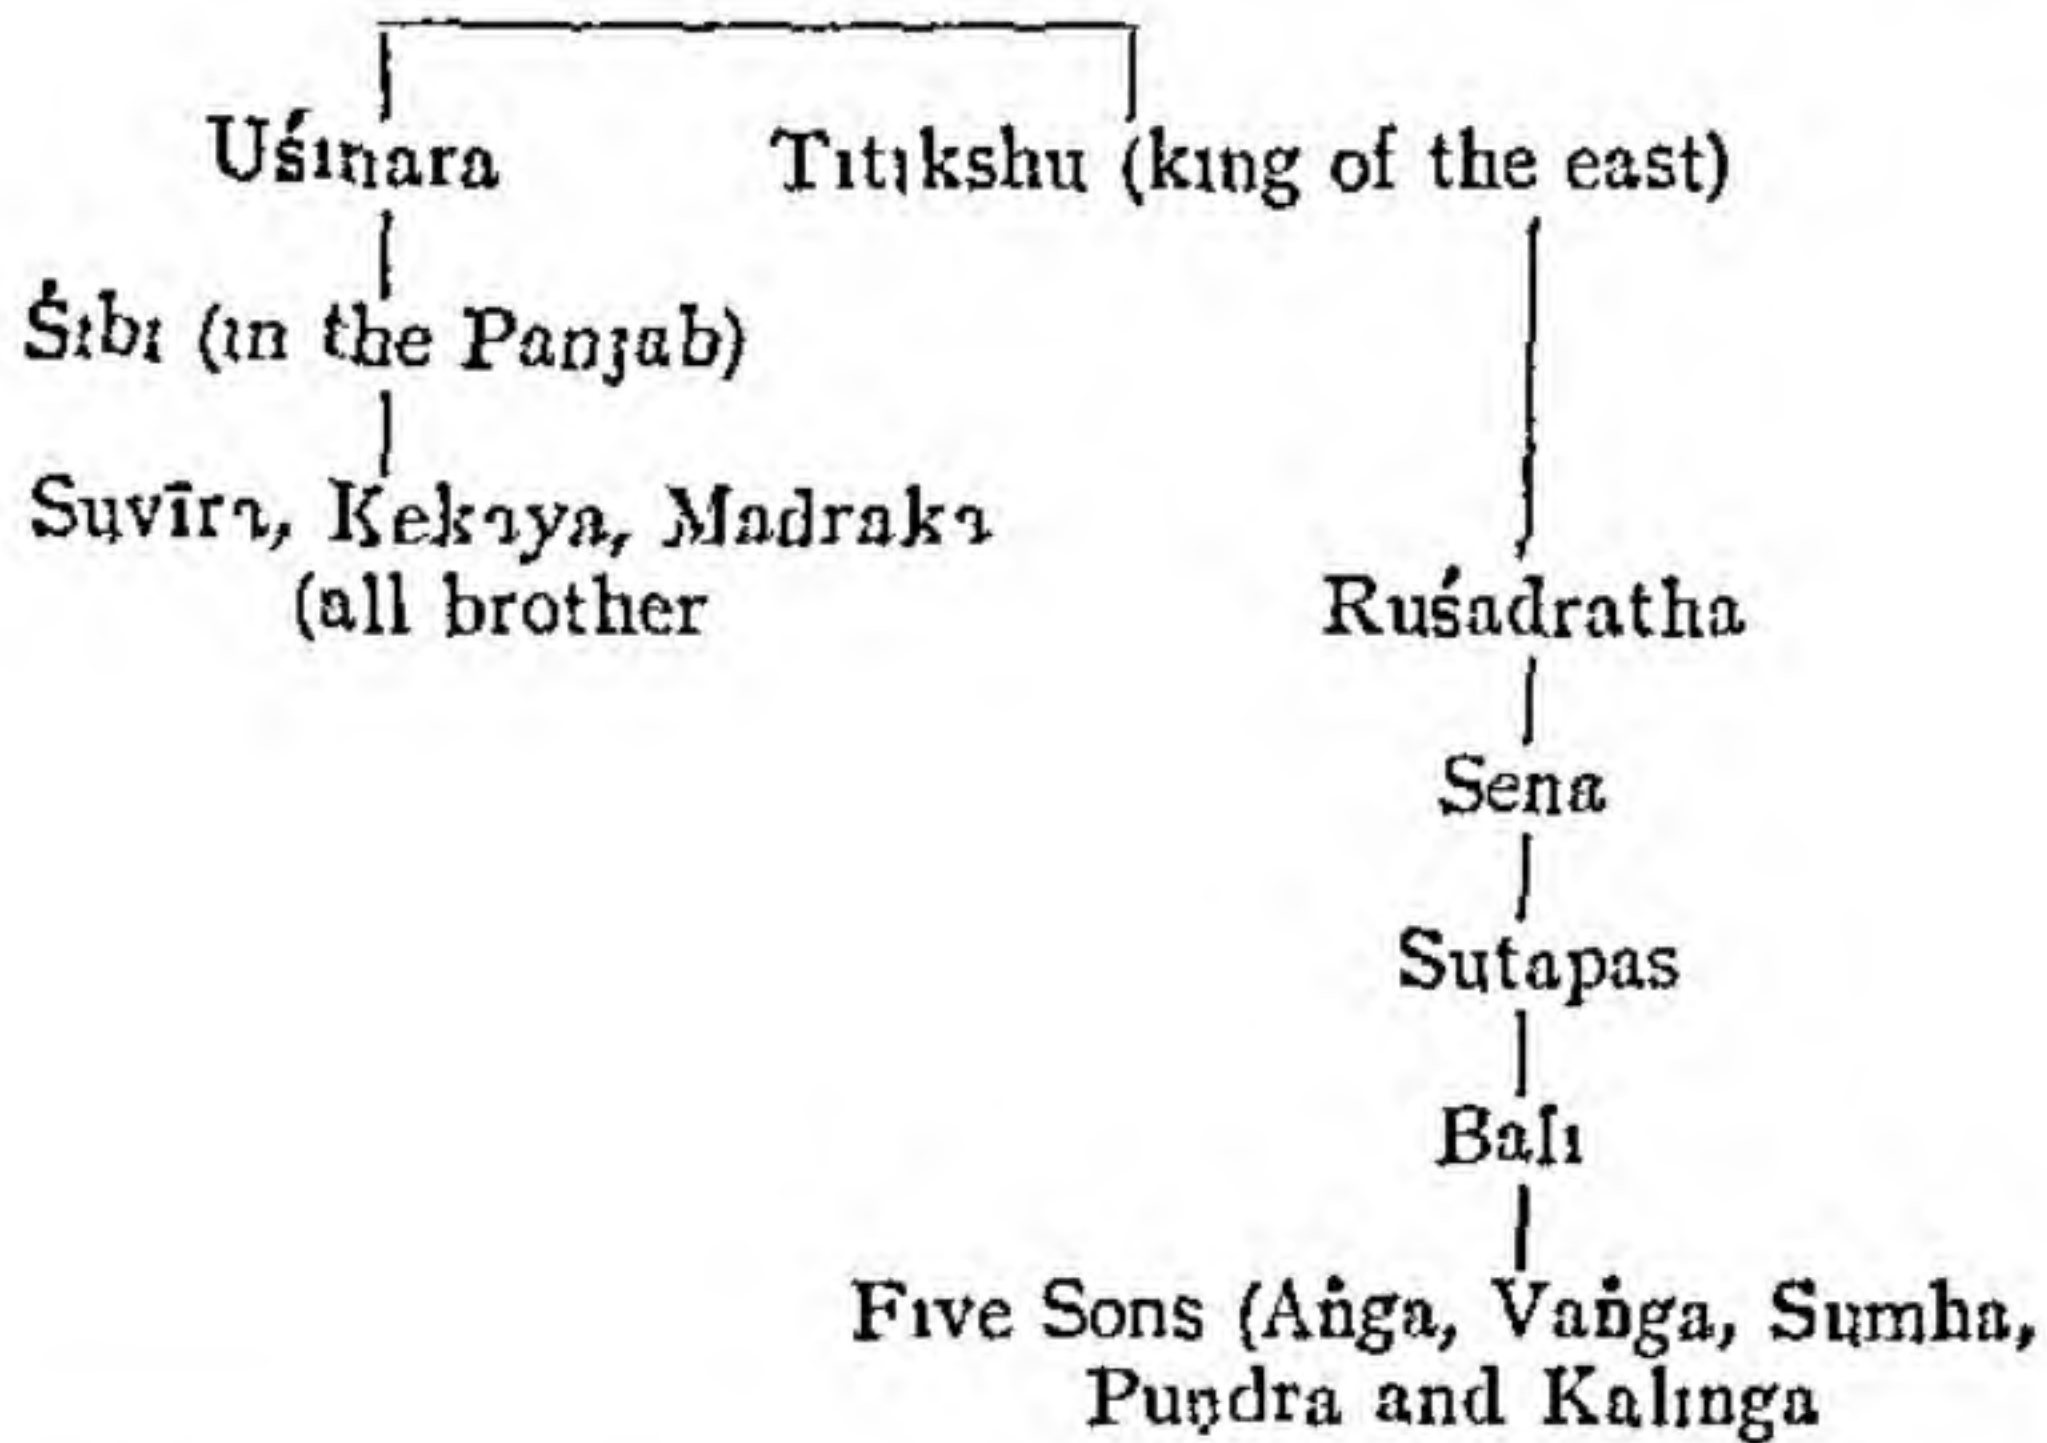 Uśinara Titikshu (king of the east)
Śibi (in the Panjab)
Suvīra, Kekaya, Madraka
(all brother
Ruśadratha
Sena
Sutapas
Bali
Five Sons (Aṅga, Vaṅga, Sumha,
Puṇdra and Kalinga